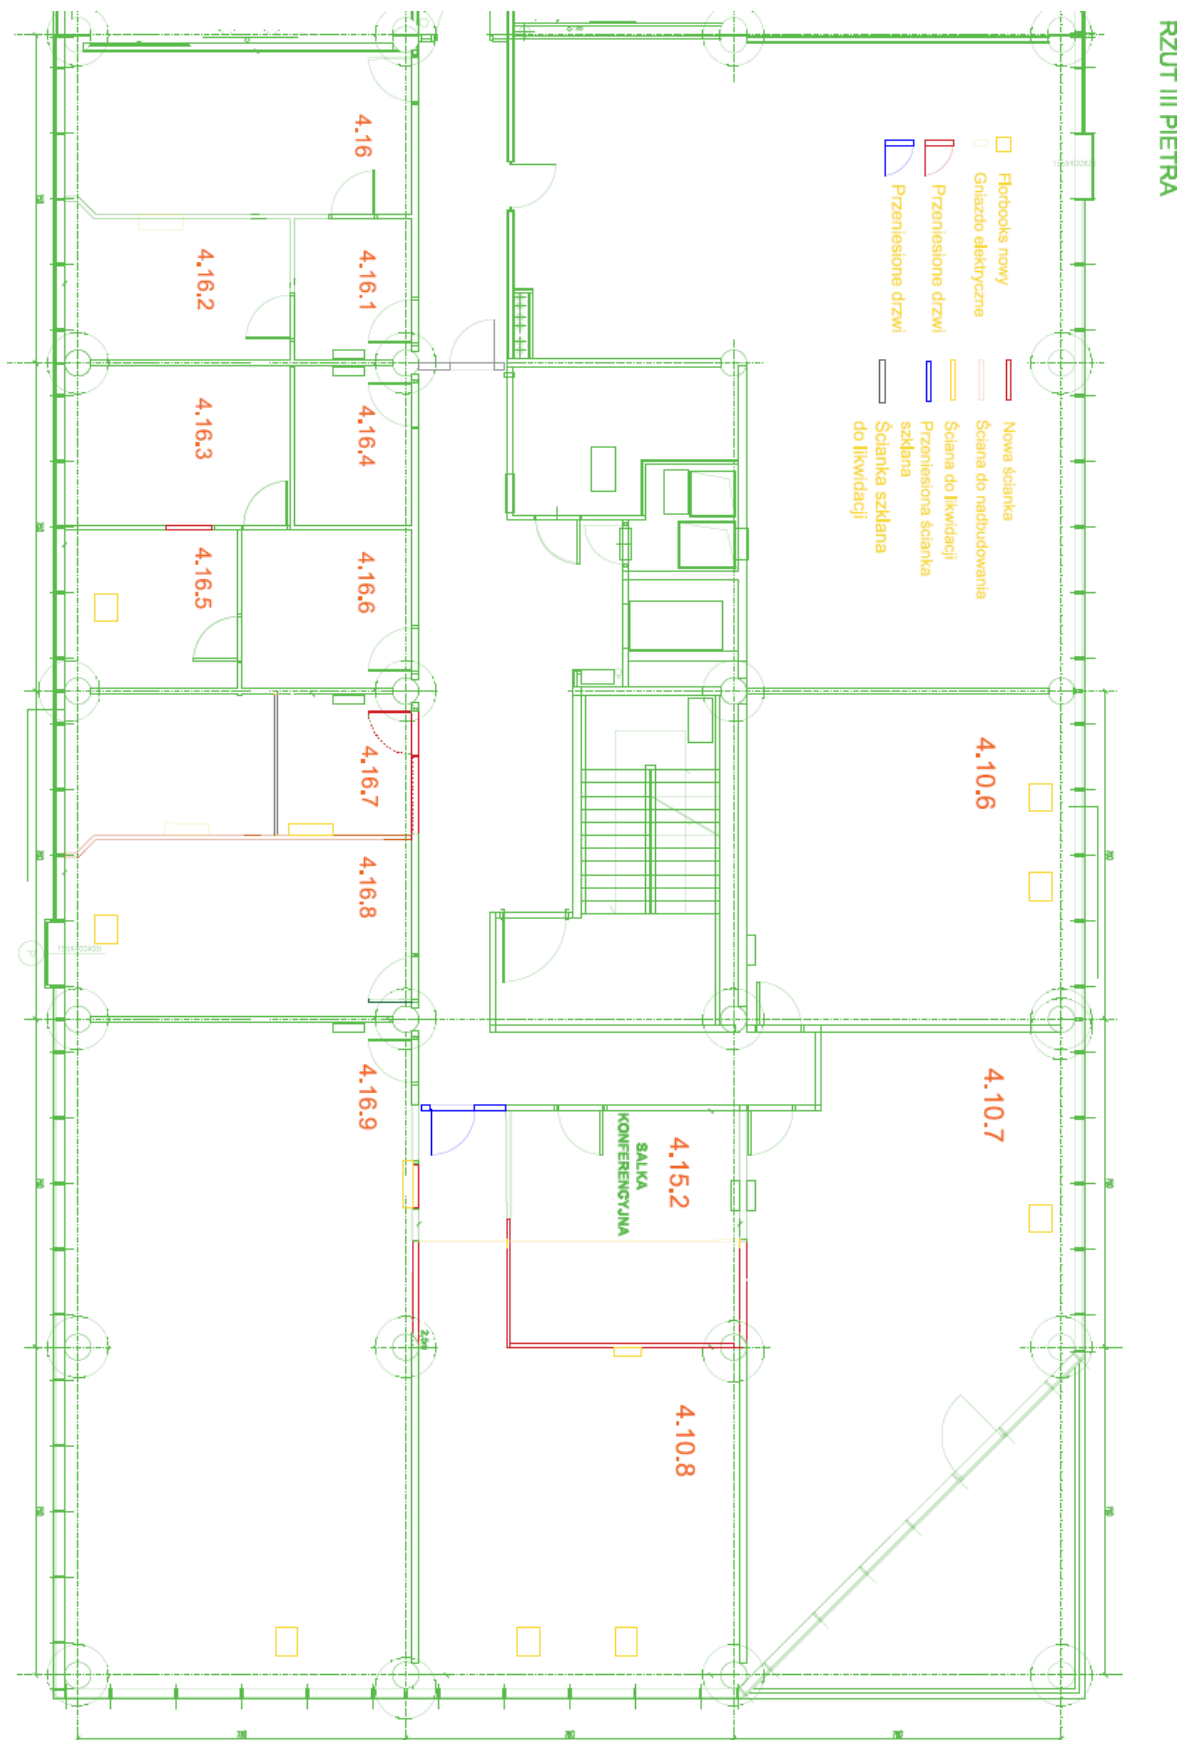 RZUT III PIETRA
Florbooks nowy
Gniazdo elektryczne
Przeniesione drzwi
Przeniesione drzwi
Nowa ścianka
Ściana do nadbudowania
Ściana do likwidacji
Przeniesiona ścianka
szklana
Ścianka szklana
do likwidacji
4.16
4.16.1
4.16.2
4.16.3
4.16.4
4.16.5
4.16.6
4.16.7
4.16.8
4.16.9
4.10.6
4.10.7
4.15.2
SALKA
KONFERENCYJNA
4.10.8